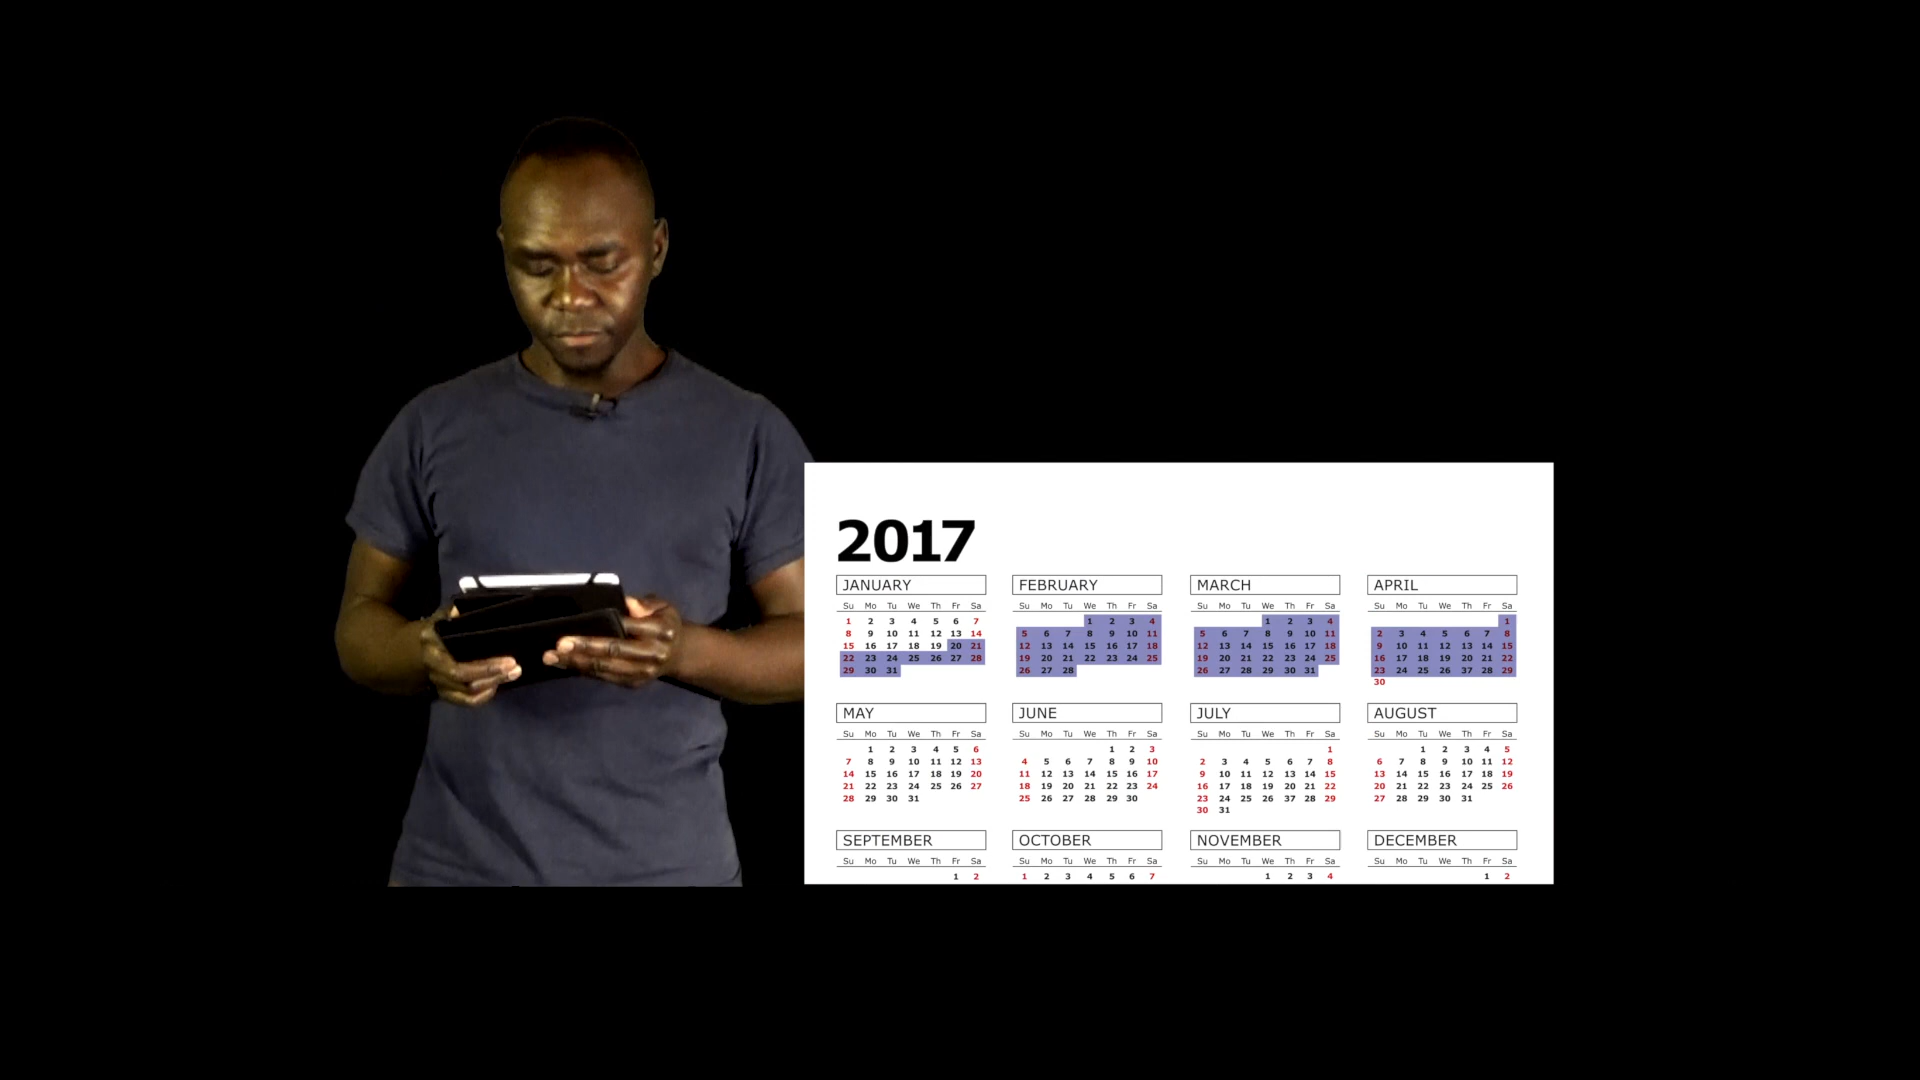 2017
JANUARY
Su Mo Tu We Th Fr Sa
1 2 3 4 5 6 7
8 9 10 11 12 13 14
15 16 17 18 19 20 21
22 23 24 25 26 27 28
29 30 31
FEBRUARY
Su Mo Tu We Th Fr Sa
1 2 3 4
5 6 7 8 9 10 11
12 13 14 15 16 17 18
19 20 21 22 23 24 25
26 27 28
MARCH
Su Mo Tu We Th Fr Sa
1 2 3 4
5 6 7 8 9 10 11
12 13 14 15 16 17 18
19 20 21 22 23 24 25
26 27 28 29 30 31
APRIL
Su Mo Tu We Th Fr Sa
1
2 3 4 5 6 7 8
9 10 11 12 13 14 15
16 17 18 19 20 21 22
23 24 25 26 37 28 29
30
MAY
Su Mo Tu We Th Fr Sa
1 2 3 4 5 6
7 8 9 10 11 12 13
14 15 16 17 18 19 20
21 22 23 24 25 26 27
28 29 30 31
JUNE
Su Mo Tu We Th Fr Sa
1 2 3
4 5 6 7 8 9 10
11 12 13 14 15 16 17
18 19 20 21 22 23 24
25 26 27 28 29 30
JULY
Su Mo Tu We Th Fr Sa
1
2 3 4 5 6 7 8
9 10 11 12 13 14 15
16 17 18 19 20 21 22
23 24 25 26 37 28 29
30 31
AUGUST
Su Mo Tu We Th Fr Sa
1 2 3 4 5
6 7 8 9 10 11 12
13 14 15 16 17 18 19
20 21 22 23 24 25 26
27 28 29 30 31
SEPTEMBER
Su Mo Tu We Th Fr Sa
1 2
OCTOBER
Su Mo Tu We Th Fr Sa
1 2 3 4 5 6 7
NOVEMBER
Su Mo Tu We Th Fr Sa
1 2 3 4
DECEMBER
Su Mo Tu We Th Fr Sa
1 2